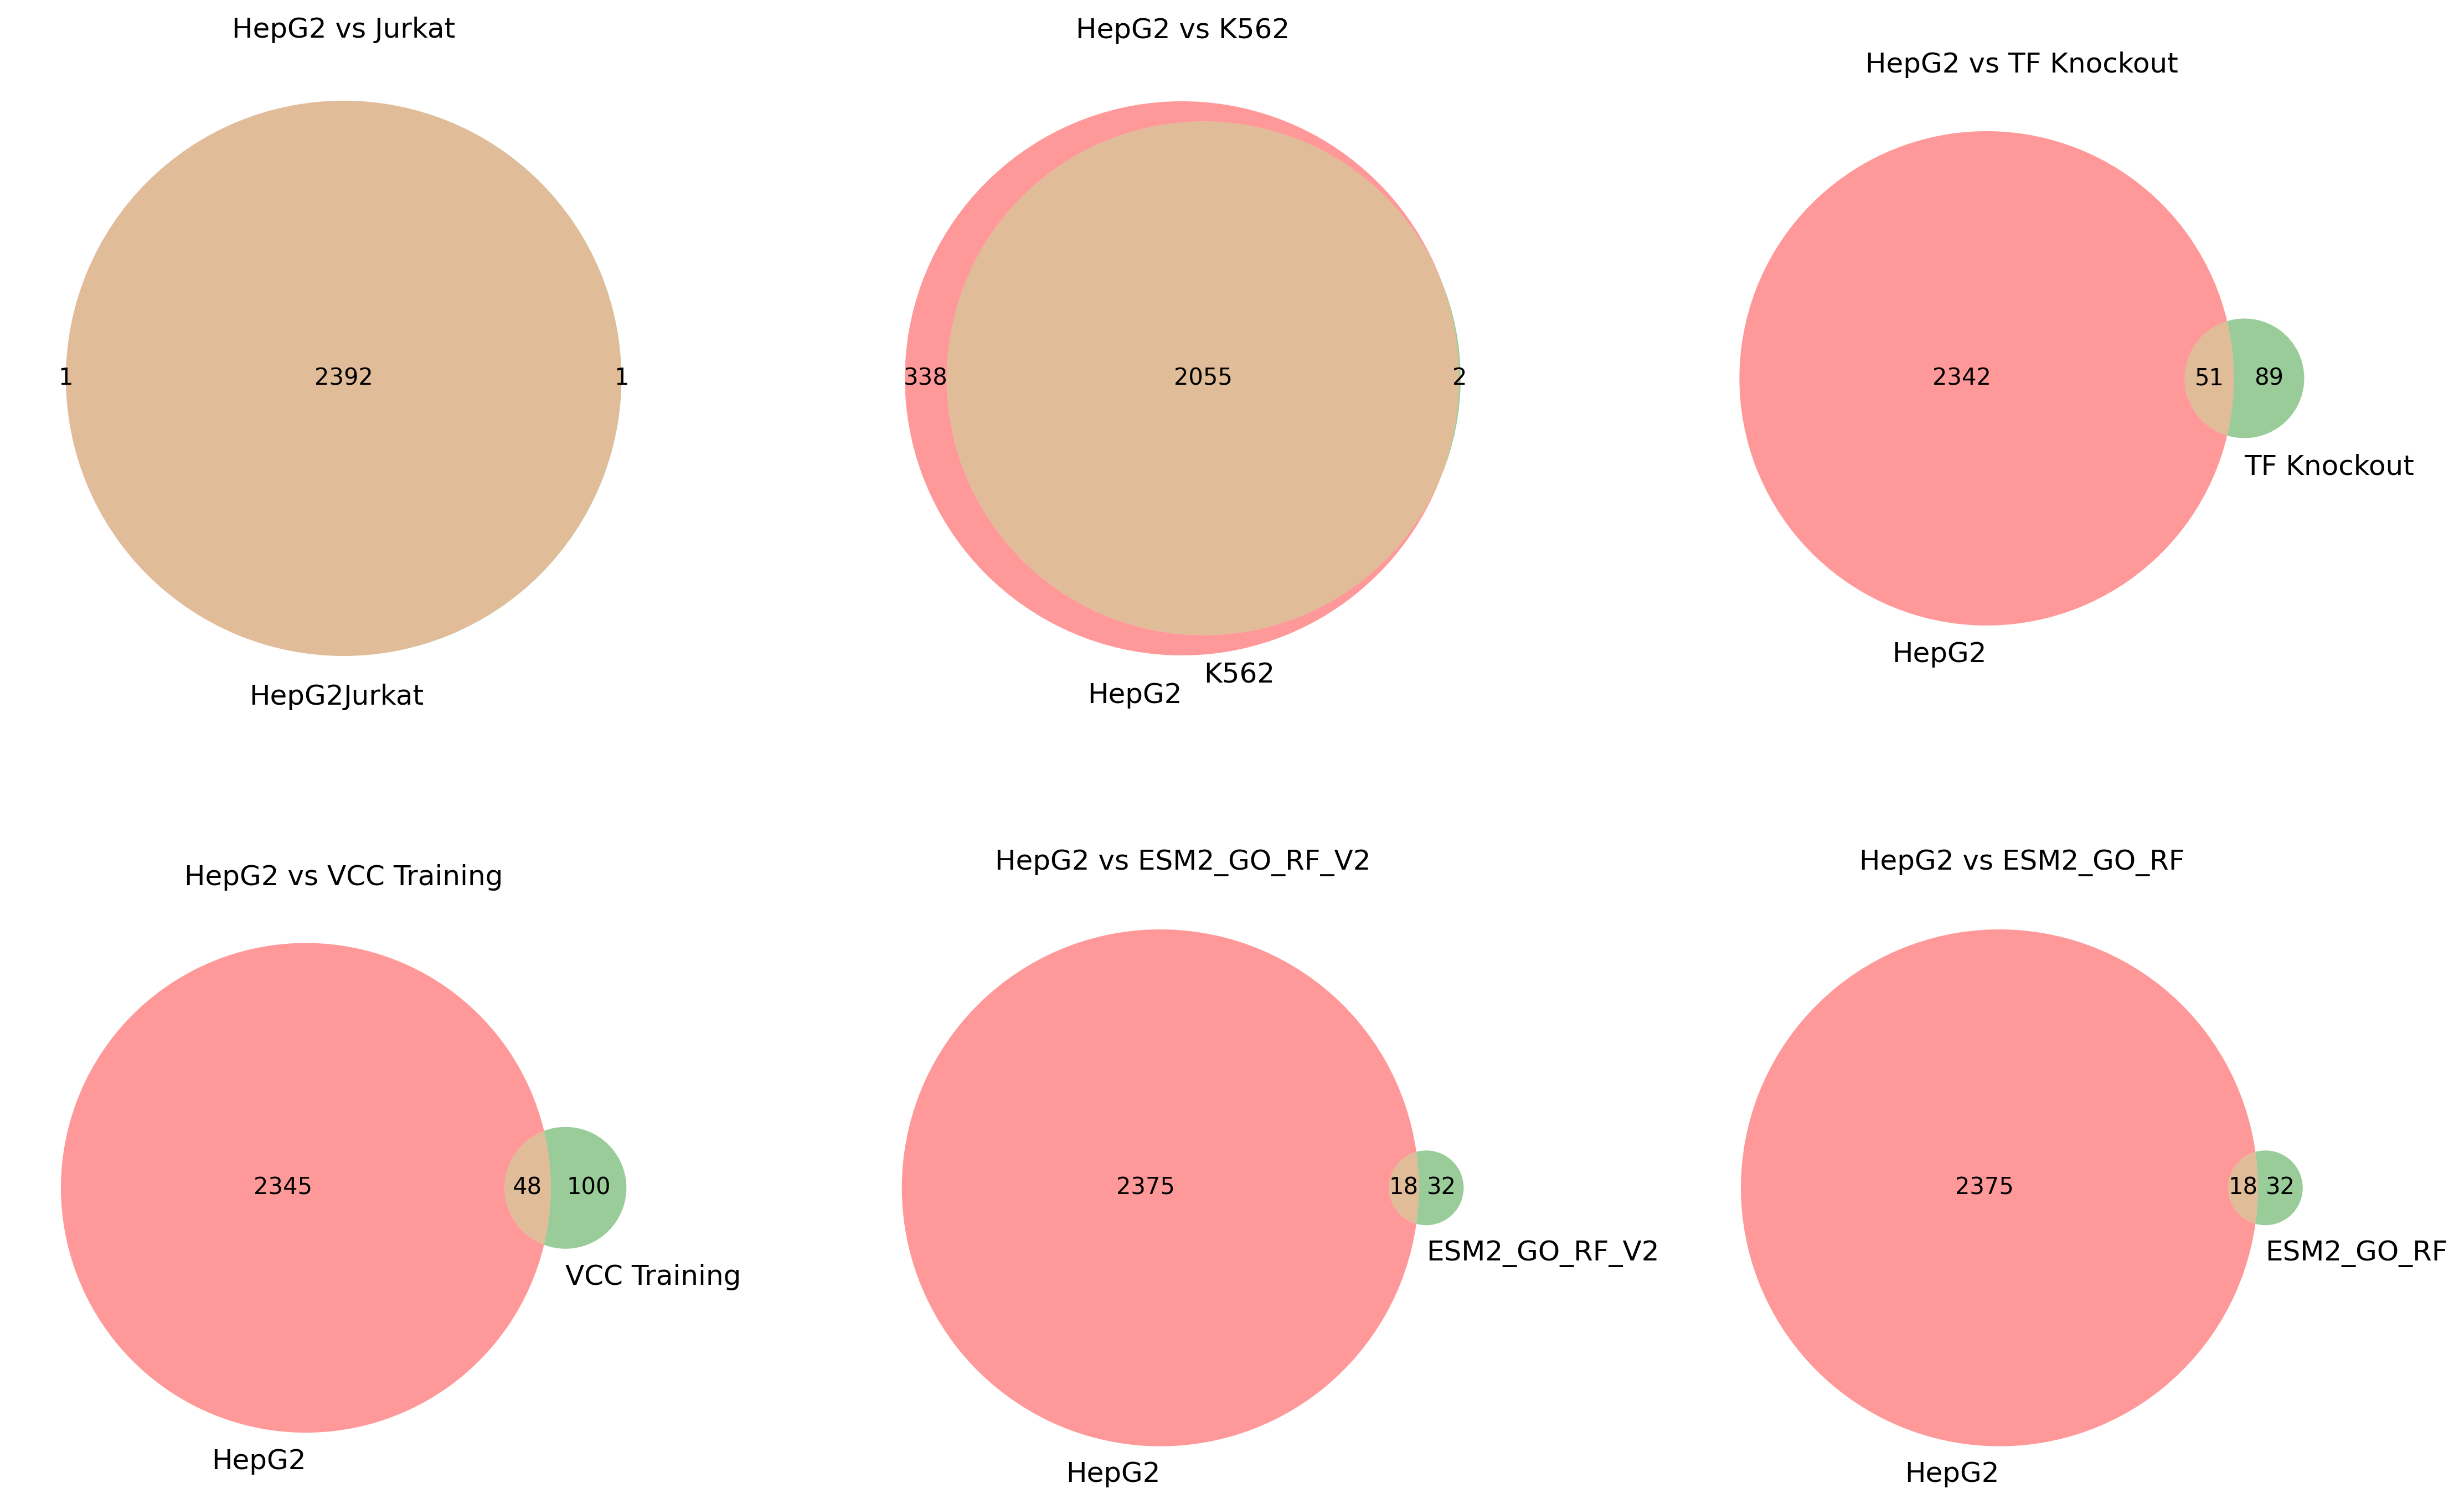 HepG2 vs Jurkat
1
2392
1
HepG2Jurkat
HepG2 vs K562
338
2055
2
K562
HepG2
HepG2 vs TF Knockout
2342
51
89
TF Knockout
HepG2
HepG2 vs VCC Training
2345
48
100
VCC Training
HepG2
HepG2 vs ESM2_GO_RF_V2
2375
18
32
ESM2_GO_RF_V2
HepG2
HepG2 vs ESM2_GO_RF
2375
18
32
ESM2_GO_RF
HepG2